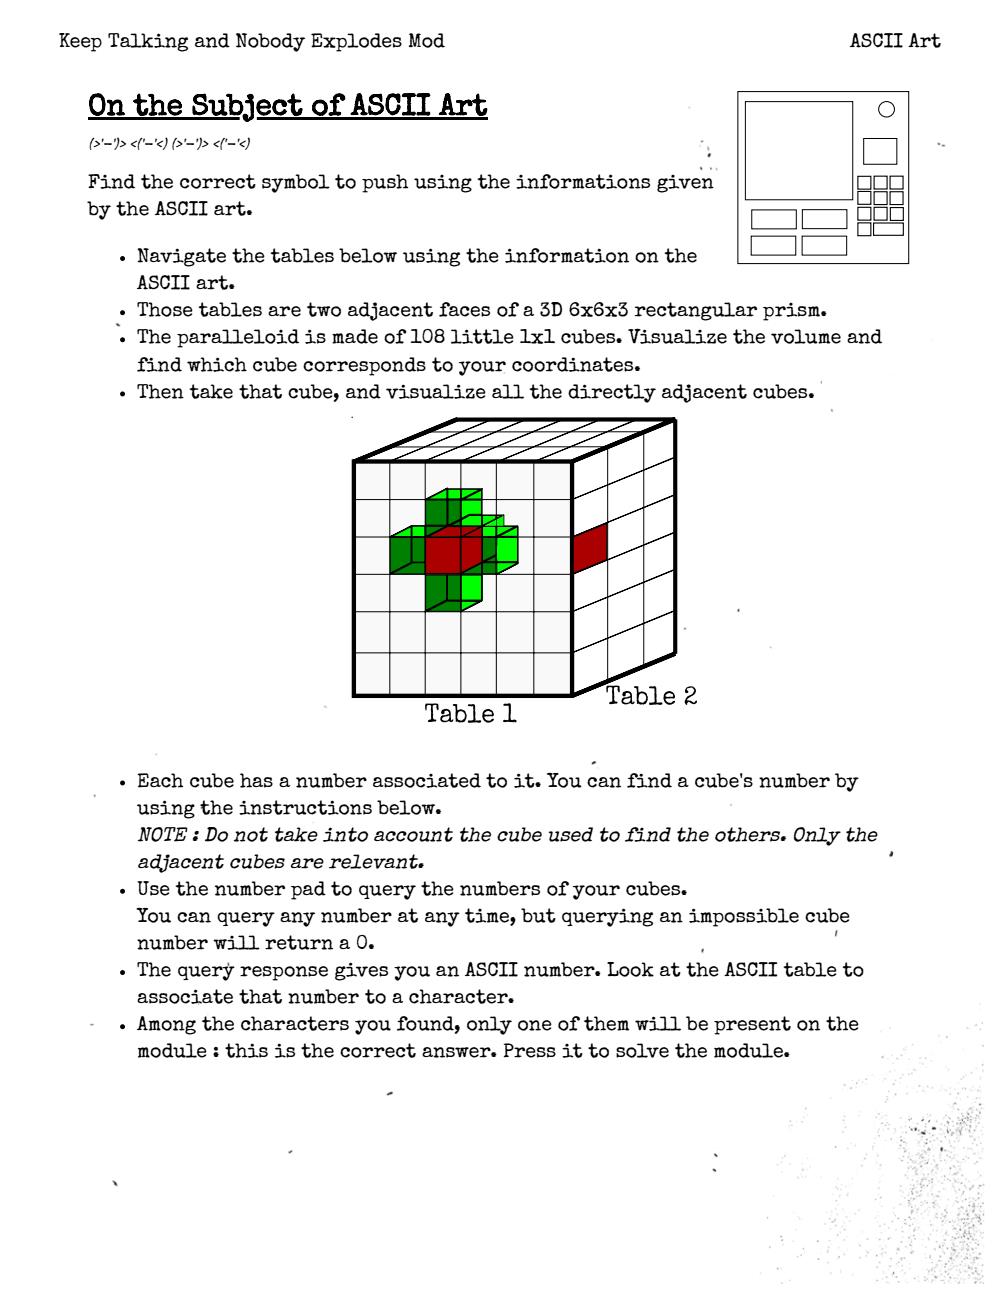 Keep Talking and Nobody Explodes Mod
ASCII Art
On the Subject of ASCII Art
(>'–')> <('–'<) (>'–')> <('–'<)
Find the correct symbol to push using the informations given
by the ASCII art.
• Navigate the tables below using the information on the
ASCII art.
• Those tables are two adjacent faces of a 3D 6x6x3 rectangular prism.
• The paralleloid is made of 108 little 1x1 cubes. Visualize the volume and
find which cube corresponds to your coordinates.
• Then take that cube, and visualize all the directly adjacent cubes.
Table 1
Table 2
• Each cube has a number associated to it. You can find a cube's number by
using the instructions below.
NOTE : Do not take into account the cube used to find the others. Only the
adjacent cubes are relevant.
• Use the number pad to query the numbers of your cubes.
You can query any number at any time, but querying an impossible cube
number will return a 0.
• The query response gives you an ASCII number. Look at the ASCII table to
associate that number to a character.
• Among the characters you found, only one of them will be present on the
module : this is the correct answer. Press it to solve the module.